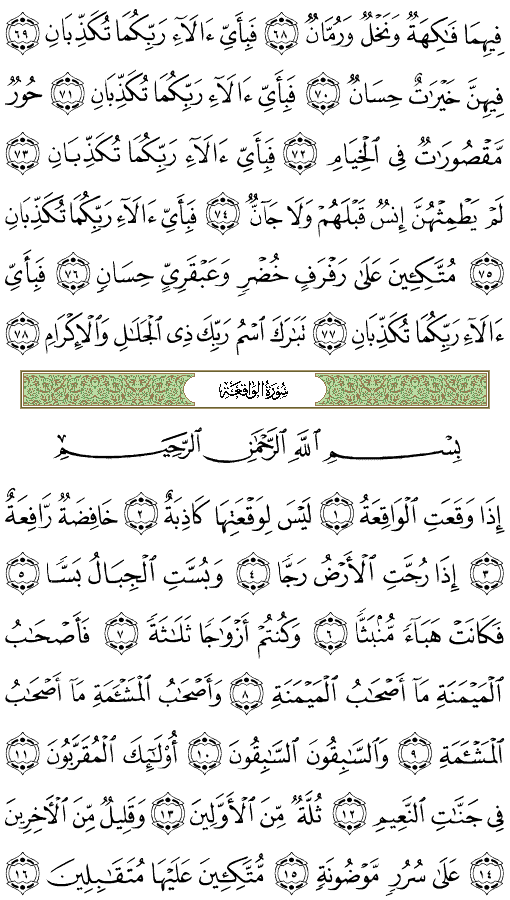 فِيهِمَا فَـٰكِهَةٌ وَنَخْلٌ وَرُمَّانٌ ٦٨ فَبِأَىِّ ءَالَآءِ رَبِّكُمَا تُكَذِّبَانِ ٦٩
فِيهِنَّ خَيْرَٰتٌ حِسَانٌ ٧٠ فَبِأَىِّ ءَالَآءِ رَبِّكُمَا تُكَذِّبَانِ ٧١ حُورٌ
مَّقْصُورَٰتٌ فِى ٱلْخِيَامِ ٧٢ فَبِأَىِّ ءَالَآءِ رَبِّكُمَا تُكَذِّبَانِ ٧٣
لَمْ يَطْمِثْهُنَّ إِنسٌ قَبْلَهُمْ وَلَا جَآنٌّ ٧٤ فَبِأَىِّ ءَالَآءِ رَبِّكُمَا تُكَذِّبَانِ
٧٥ مُتَّكِـِٔينَ عَلَىٰ رَفْرَفٍ خُضْرٍ وَعَبْقَرِىٍّ حِسَانٍ ٧٦ فَبِأَىِّ
ءَالَآءِ رَبِّكُمَا تُكَذِّبَانِ ٧٧ تَبَـٰرَكَ ٱسْمُ رَبِّكَ ذِى ٱلْجَلَـٰلِ وَٱلْإِكْرَامِ ٧٨
سُورَةُ الوَاقِعَةِ
بِسْمِ ٱللَّهِ ٱلرَّحْمَـٰنِ ٱلرَّحِيمِ
إِذَا وَقَعَتِ ٱلْوَاقِعَةُ ١ لَيْسَ لِوَقْعَتِهَا كَاذِبَةٌ ٢ خَافِضَةٌ رَّافِعَةٌ
٣ إِذَا رُجَّتِ ٱلْأَرْضُ رَجًّا ٤ وَبُسَّتِ ٱلْجِبَالُ بَسًّا ٥
فَكَانَتْ هَبَآءً مُّنۢبَثًّا ٦ وَكُنتُمْ أَزْوَٰجًا ثَلَـٰثَةً ٧ فَأَصْحَـٰبُ
ٱلْمَيْمَنَةِ مَآ أَصْحَـٰبُ ٱلْمَيْمَنَةِ ٨ وَأَصْحَـٰبُ ٱلْمَشْـَٔمَةِ مَآ أَصْحَـٰبُ
ٱلْمَشْـَٔمَةِ ٩ وَٱلسَّـٰبِقُونَ ٱلسَّـٰبِقُونَ ١٠ أُو۟لَـٰٓئِكَ ٱلْمُقَرَّبُونَ ١١
فِى جَنَّـٰتِ ٱلنَّعِيمِ ١٢ ثُلَّةٌ مِّنَ ٱلْأَوَّلِينَ ١٣ وَقَلِيلٌ مِّنَ ٱلْـَٔاخِرِينَ
١٤ عَلَىٰ سُرُرٍ مَّوْضُونَةٍ ١٥ مُّتَّكِـِٔينَ عَلَيْهَا مُتَقَـٰبِلِينَ ١٦